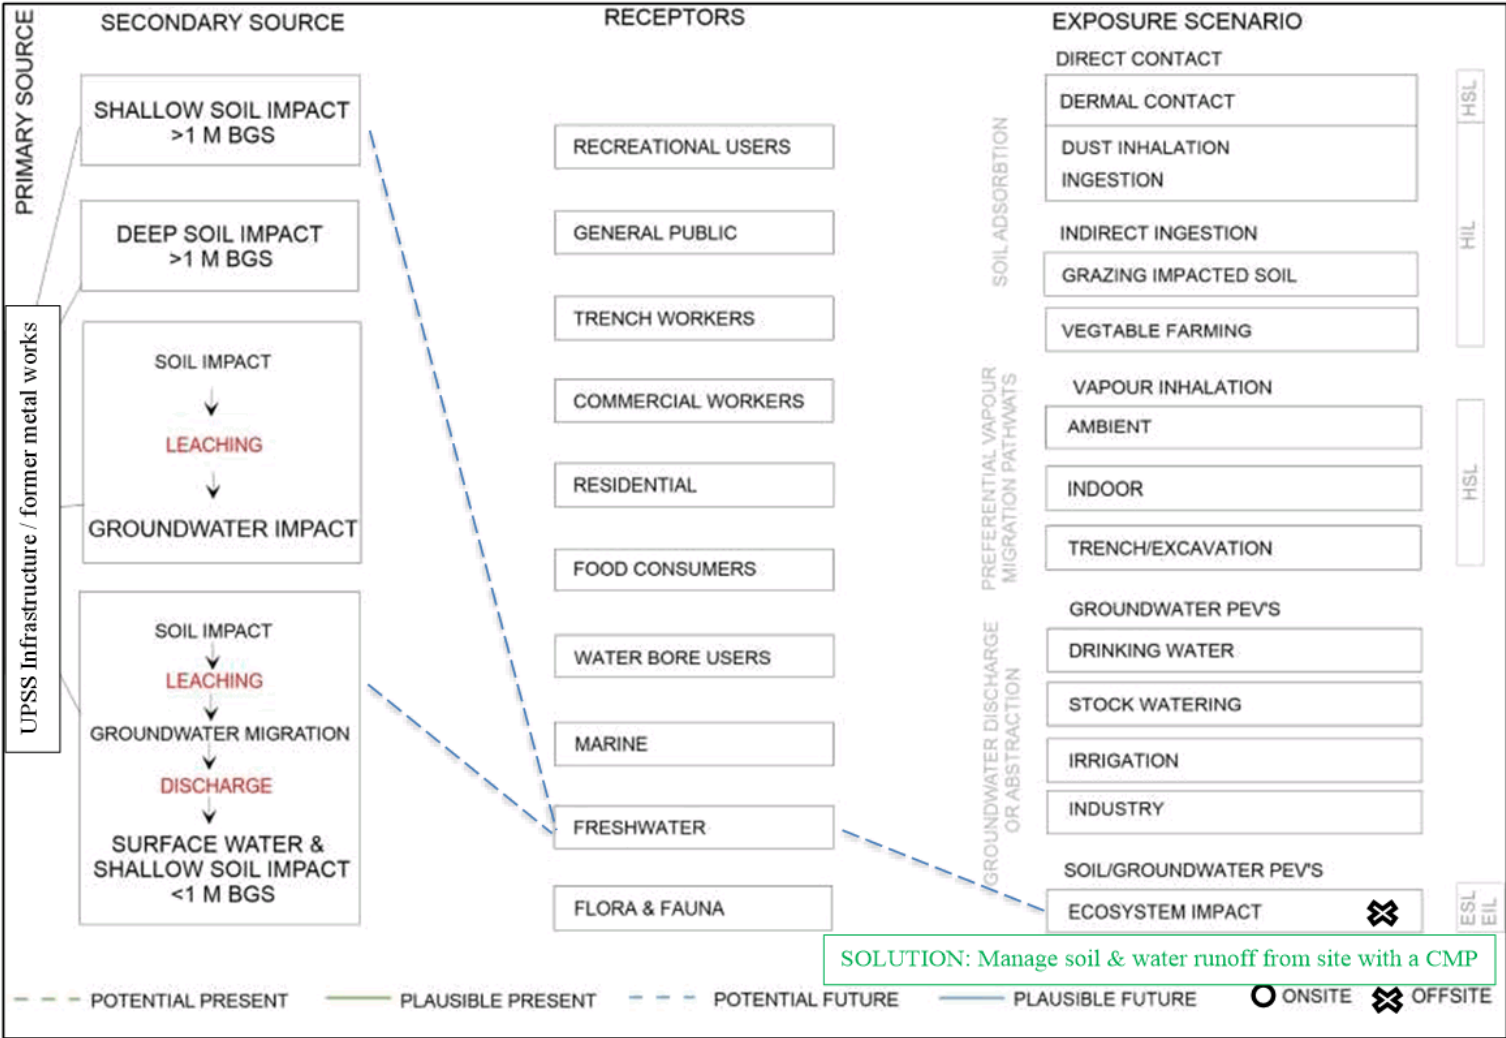 PRIMARY SOURCE
SECONDARY SOURCE
RECEPTORS
EXPOSURE SCENARIO
UPSS Infrastructure / former metal works
SHALLOW SOIL IMPACT
>1 M BGS
DEEP SOIL IMPACT
>1 M BGS
SOIL IMPACT
LEACHING
GROUNDWATER IMPACT
SOIL IMPACT
LEACHING
GROUNDWATER MIGRATION
DISCHARGE
SURFACE WATER &
SHALLOW SOIL IMPACT
<1 M BGS
RECREATIONAL USERS
GENERAL PUBLIC
TRENCH WORKERS
COMMERCIAL WORKERS
RESIDENTIAL
FOOD CONSUMERS
WATER BORE USERS
MARINE
FRESHWATER
FLORA & FAUNA
SOIL ADSORBTION
PREFERENTIAL VAPOUR
MIGRATION PATHWATS
GROUNDWATER DISCHARGE
OR ABSTRACTION
DIRECT CONTACT
DERMAL CONTACT
DUST INHALATION
INGESTION
INDIRECT INGESTION
GRAZING IMPACTED SOIL
VEGTABLE FARMING
VAPOUR INHALATION
AMBIENT
INDOOR
TRENCH/EXCAVATION
GROUNDWATER PEV'S
DRINKING WATER
STOCK WATERING
IRRIGATION
INDUSTRY
SOIL/GROUNDWATER PEV'S
ECOSYSTEM IMPACT
HSL
HIL
HSL
ESL
EIL
SOLUTION: Manage soil & water runoff from site with a CMP
POTENTIAL PRESENT
PLAUSIBLE PRESENT
POTENTIAL FUTURE
PLAUSIBLE FUTURE
ONSITE
OFFSITE